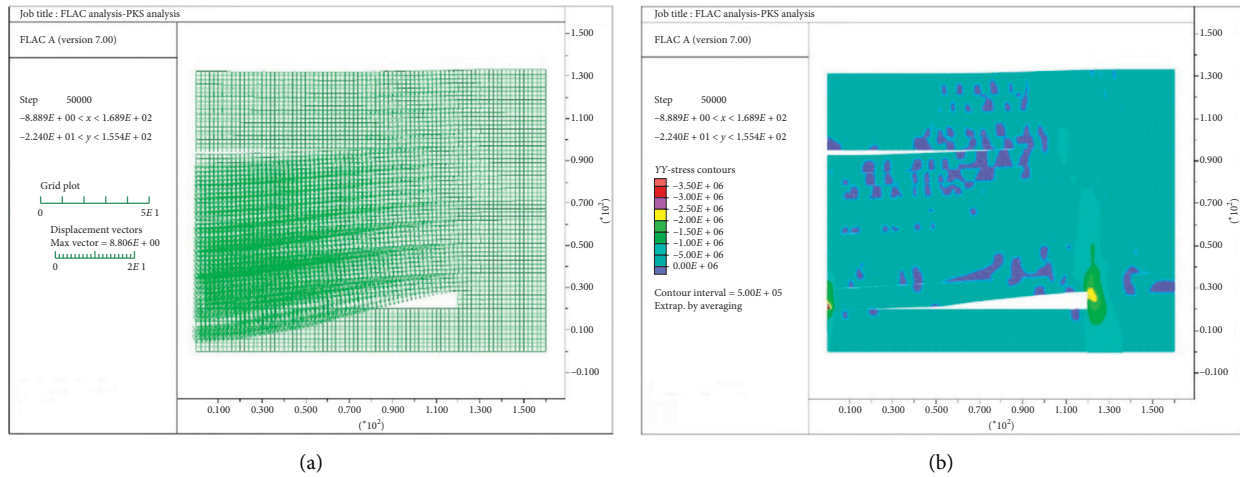 Job title : FLAC analysis-PKS analysis
FLAC A (version 7.00)
Step 50000
−8.889E + 00 < x < 1.689E + 02
−2.240E + 01 < y < 1.554E + 02
Grid plot
0 5E 1
Displacement vectors
Max vector = 8.806E + 00
0 2E 1
1.500
1.300
1.100
0.900
0.700
0.500
0.300
0.100
−0.100
(*10²)
0.100 0.300 0.500 0.700 0.900 1.100 1.300 1.500
(*10²)
(a)
Job title : FLAC analysis-PKS analysis
FLAC A (version 7.00)
Step 50000
−8.889E + 00 < x < 1.689E + 02
−2.240E + 01 < y < 1.554E + 02
YY-stress contours
−3.50E + 06
−3.00E + 06
−2.50E + 06
−2.00E + 06
−1.50E + 06
−1.00E + 06
−5.00E + 06
0.00E + 06
Contour interval = 5.00E + 05
Extrap. by averaging
1.500
1.300
1.100
0.900
0.700
0.500
0.300
0.100
−0.100
(*10²)
0.100 0.300 0.500 0.700 0.900 1.100 1.300 1.500
(*10²)
(b)